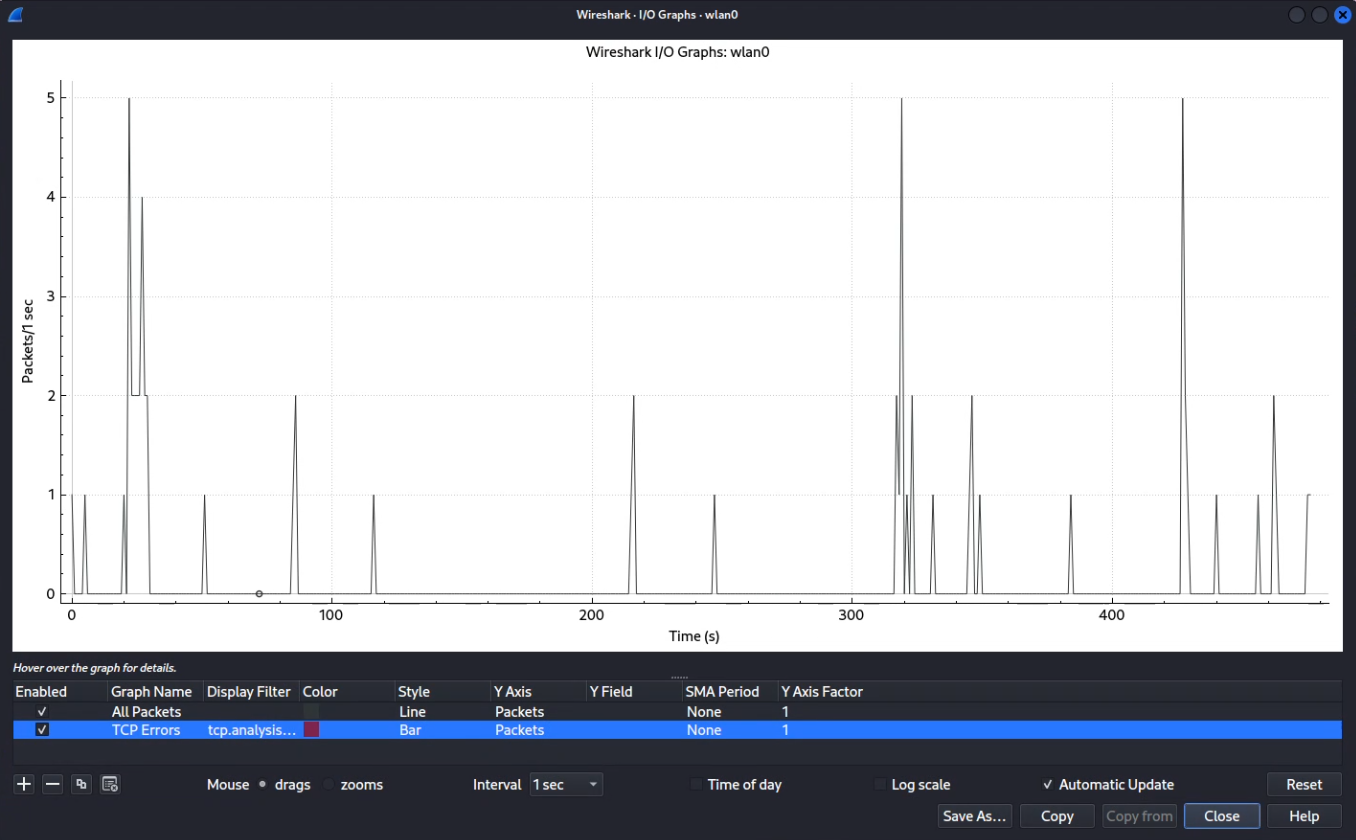 Wireshark · I/O Graphs · wlan0
Wireshark I/O Graphs: wlan0
5
4
3
2
1
0
Packets/1 sec
0 100 200 300 400
Time (s)
Hover over the graph for details.
Enabled Graph Name Display Filter Color Style Y Axis Y Field SMA Period Y Axis Factor
All Packets Line Packets None 1
TCP Errors tcp.analysis... Bar Packets None 1
Mouse drags zooms Interval 1 sec Time of day Log scale Automatic Update Reset
Save As... Copy Copy from Close Help